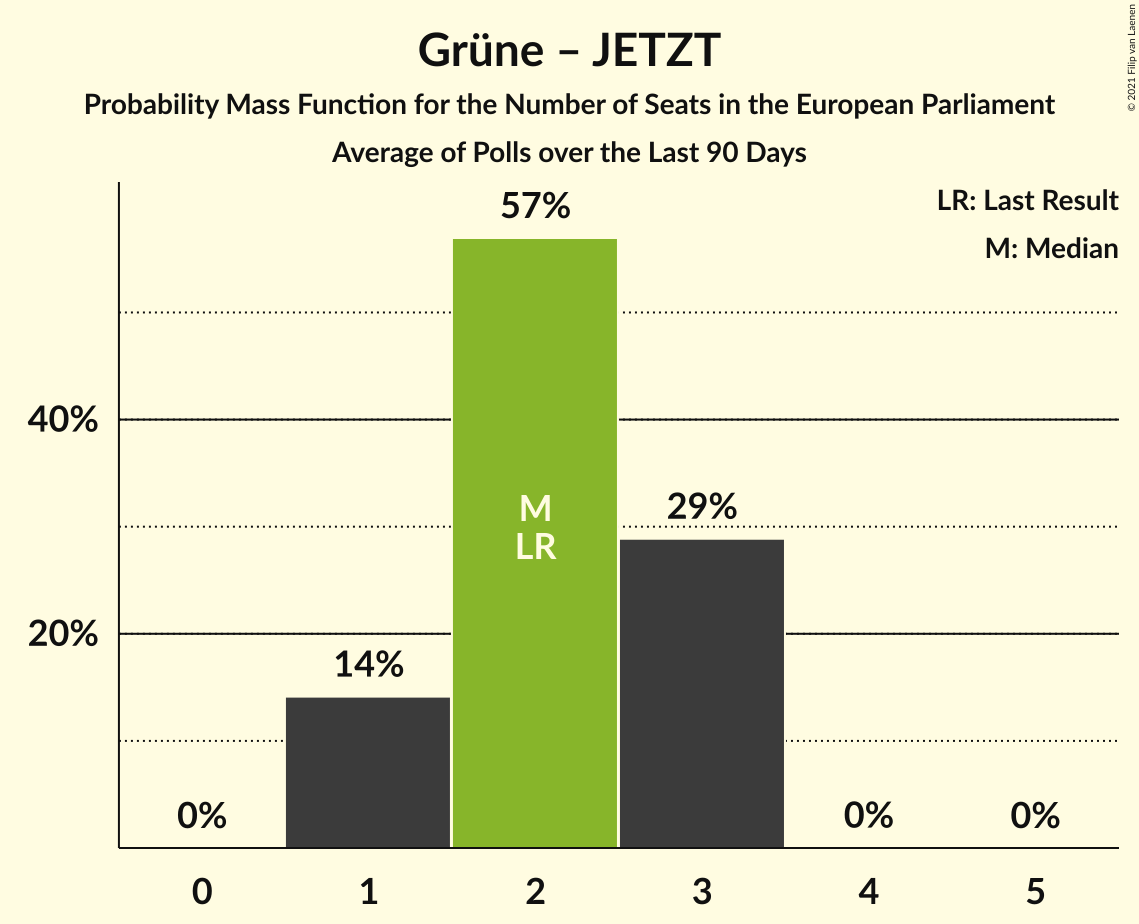 Grüne – JETZT
Probability Mass Function for the Number of Seats in the European Parliament
Average of Polls over the Last 90 Days
© 2021 Filip van Laenen
LR: Last Result
M: Median
57%
40%
M
LR
29%
20%
14%
0%
0%
0%
0
1
2
3
4
5